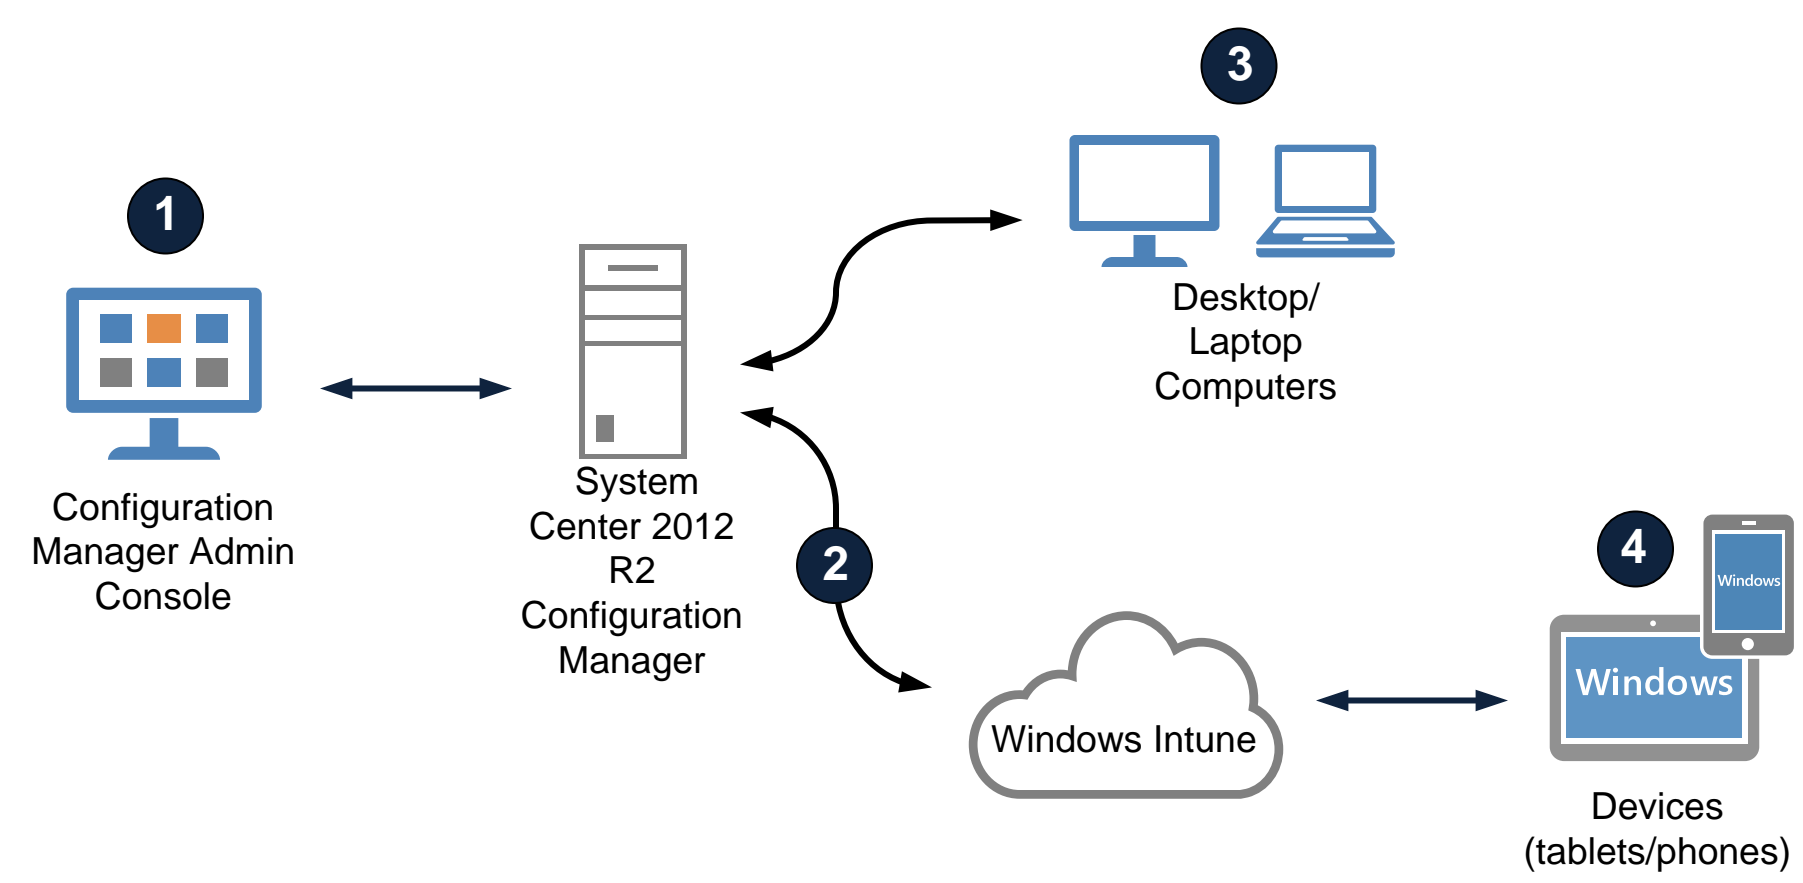 1
Configuration
Manager Admin
Console
System
Center 2012
R2
Configuration
Manager
2
3
Desktop/
Laptop
Computers
Windows Intune
4
Windows
Windows
Devices
(tablets/phones)